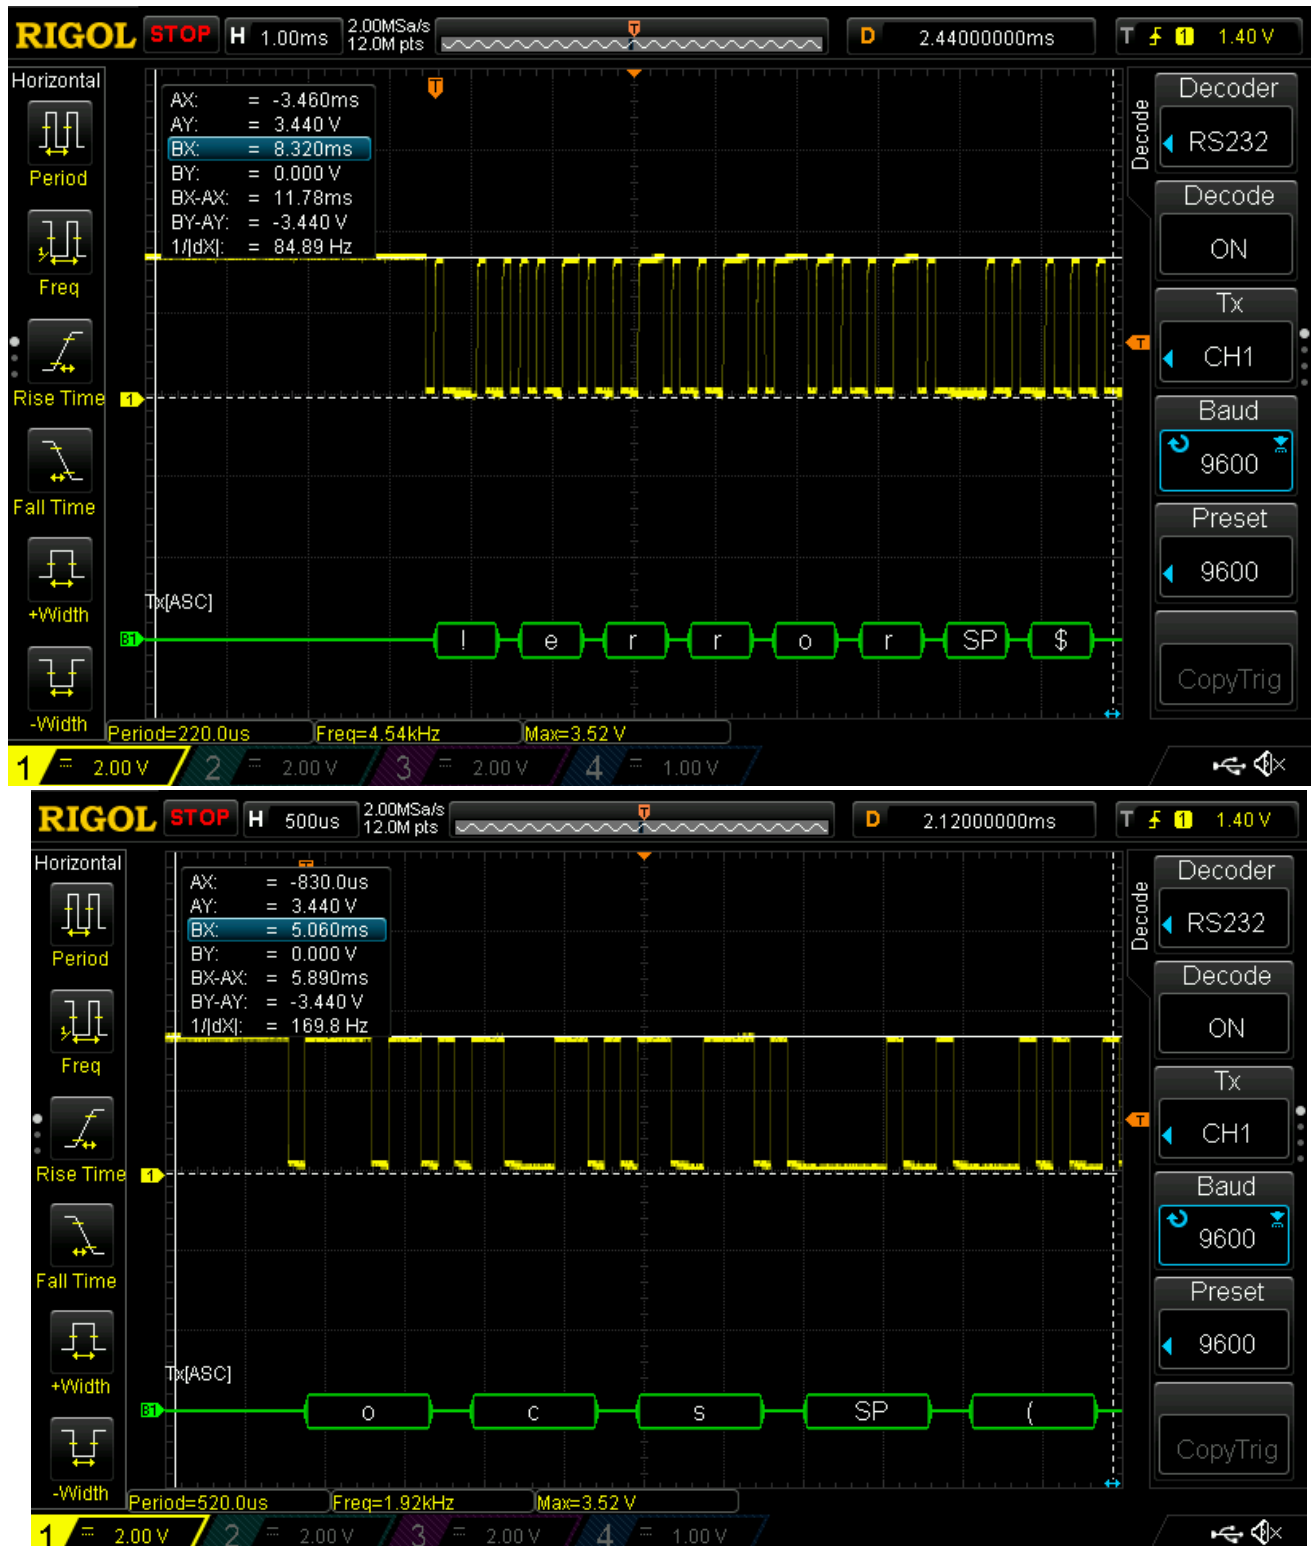 RIGOL STOP H 1.00ms 2.00MSa/s 12.0M pts T D 2.44000000ms T 1 1.40 V
Horizontal
Period
Freq
Rise Time
Fall Time
+Width
-Width
T
AX: = -3.460ms
AY: = 3.440 V
BX: = 8.320ms
BY: = 0.000 V
BX-AX: = 11.78ms
BY-AY: = -3.440 V
1/|dX|: = 84.89 Hz
T
1
Tx[ASC]
B1 ! e r r o r SP $
Decode
Decoder
RS232
Decode
ON
Tx
CH1
Baud
9600
Preset
9600
CopyTrig
Period=220.0us Freq=4.54kHz Max=3.52 V
1 = 2.00 V 2 = 2.00 V 3 = 2.00 V 4 = 1.00 V
RIGOL STOP H 500us 2.00MSa/s 12.0M pts T D 2.12000000ms T 1 1.40 V
Horizontal
Period
Freq
Rise Time
Fall Time
+Width
-Width
T
AX: = -830.0us
AY: = 3.440 V
BX: = 5.060ms
BY: = 0.000 V
BX-AX: = 5.890ms
BY-AY: = -3.440 V
1/|dX|: = 169.8 Hz
T
1
Tx[ASC]
B1 o c s SP (
Decode
Decoder
RS232
Decode
ON
Tx
CH1
Baud
9600
Preset
9600
CopyTrig
Period=520.0us Freq=1.92kHz Max=3.52 V
1 = 2.00 V 2 = 2.00 V 3 = 2.00 V 4 = 1.00 V